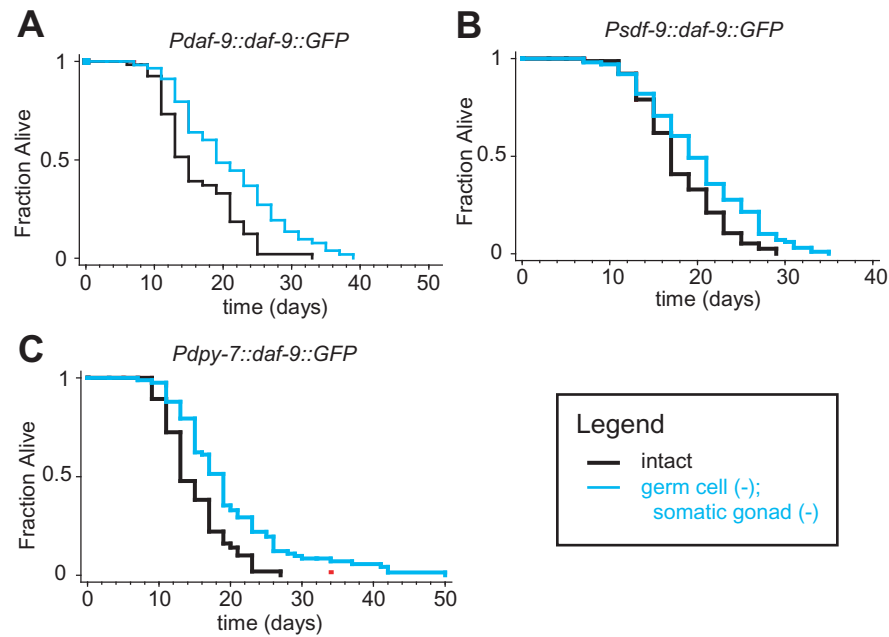 A
Pdaf-9::daf-9::GFP
1
0.5
0
Fraction Alive
0 10 20 30 40 50
time (days)
B
Psdf-9::daf-9::GFP
1
0.5
0
Fraction Alive
0 10 20 30 40
time (days)
C
Pdpy-7::daf-9::GFP
1
0.5
0
Fraction Alive
0 10 20 30 40 50
time (days)
Legend
intact
germ cell (-);
somatic gonad (-)